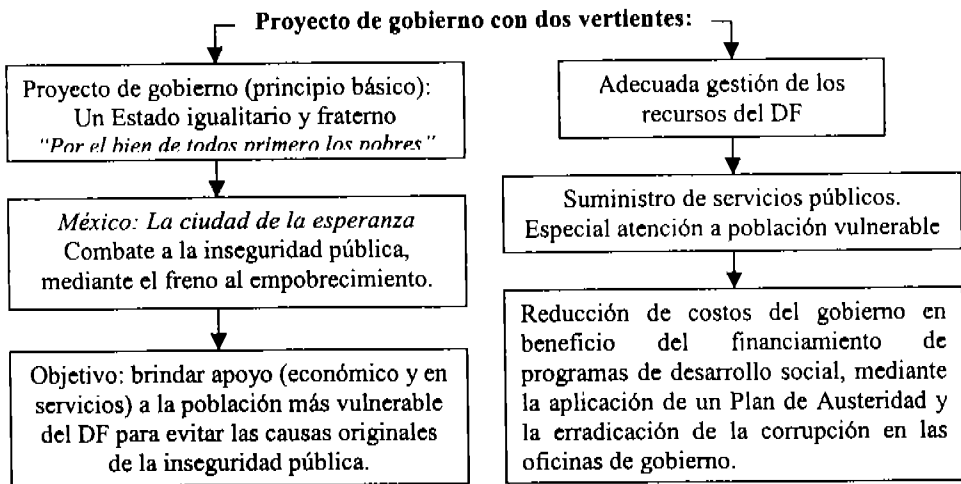 Proyecto de gobierno con dos vertientes:
Proyecto de gobierno (principio básico):
Un Estado igualitario y fraterno
"Por el bien de todos primero los pobres"
México: La ciudad de la esperanza
Combate a la inseguridad pública,
mediante el freno al empobrecimiento.
Objetivo: brindar apoyo (económico y en
servicios) a la población más vulnerable
del DF para evitar las causas originales
de la inseguridad pública.
Adecuada gestión de los
recursos del DF
Suministro de servicios públicos.
Especial atención a población vulnerable
Reducción de costos del gobierno en
beneficio del financiamiento de
programas de desarrollo social, mediante
la aplicación de un Plan de Austeridad y
la erradicación de la corrupción en las
oficinas de gobierno.